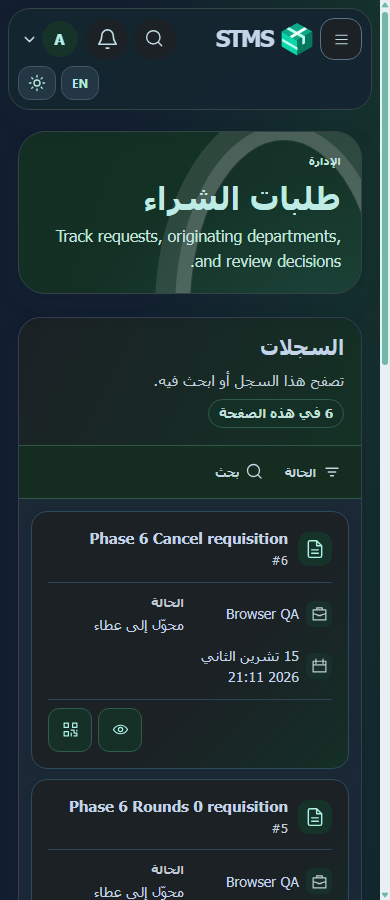 STMS
A
EN
الإدارة
طلبات الشراء
Track requests, originating departments,
and review decisions.
السجلات
تصفح هذا السجل أو ابحث فيه.
6 في هذه الصفحة
الحالة
بحث
Phase 6 Cancel requisition
#6
Browser QA
الحالة
محوّل إلى عطاء
15 تشرين الثاني
2026 21:11
Phase 6 Rounds 0 requisition
#5
Browser QA
الحالة
محوّل إلى عطاء